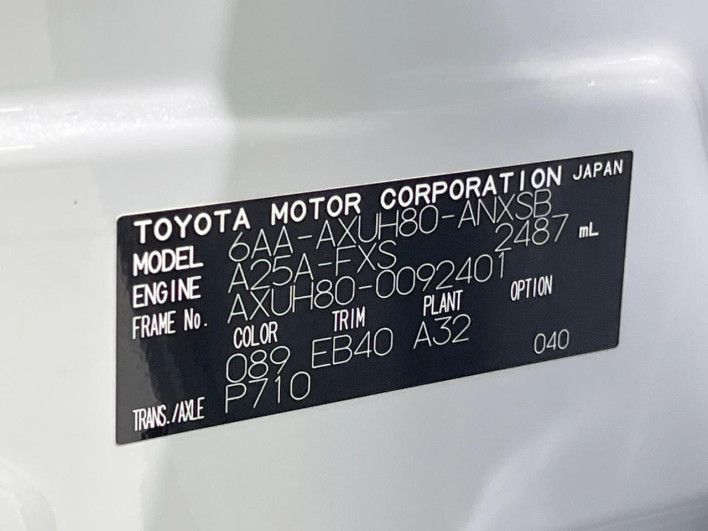 TOYOTA MOTOR CORPORATION JAPAN
MODEL 6AA-AXUH80-ANXSB
ENGINE A25A-FXS 2487 mL
FRAME No. AXUH80-0092401
COLOR TRIM PLANT OPTION
089 EB40 A32 040
TRANS./AXLE P710